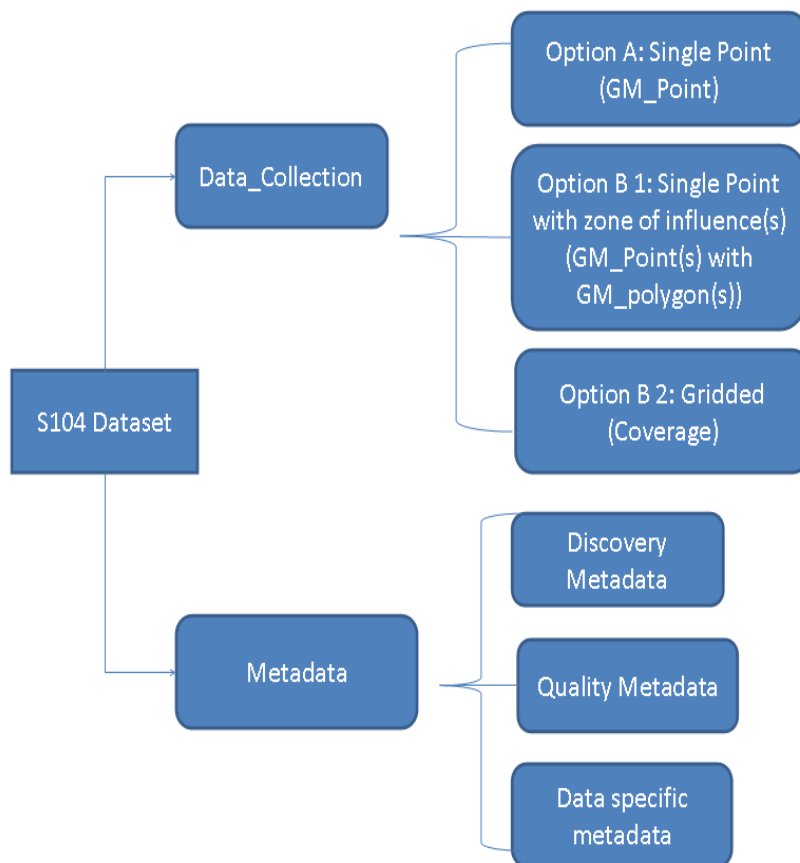 Option A: Single Point
(GM_Point)
Data_Collection
Option B 1: Single Point
with zone of influence(s)
(GM_Point(s) with
GM_polygon(s))
Option B 2: Gridded
(Coverage)
S104 Dataset
Discovery
Metadata
Metadata
Quality Metadata
Data specific
metadata